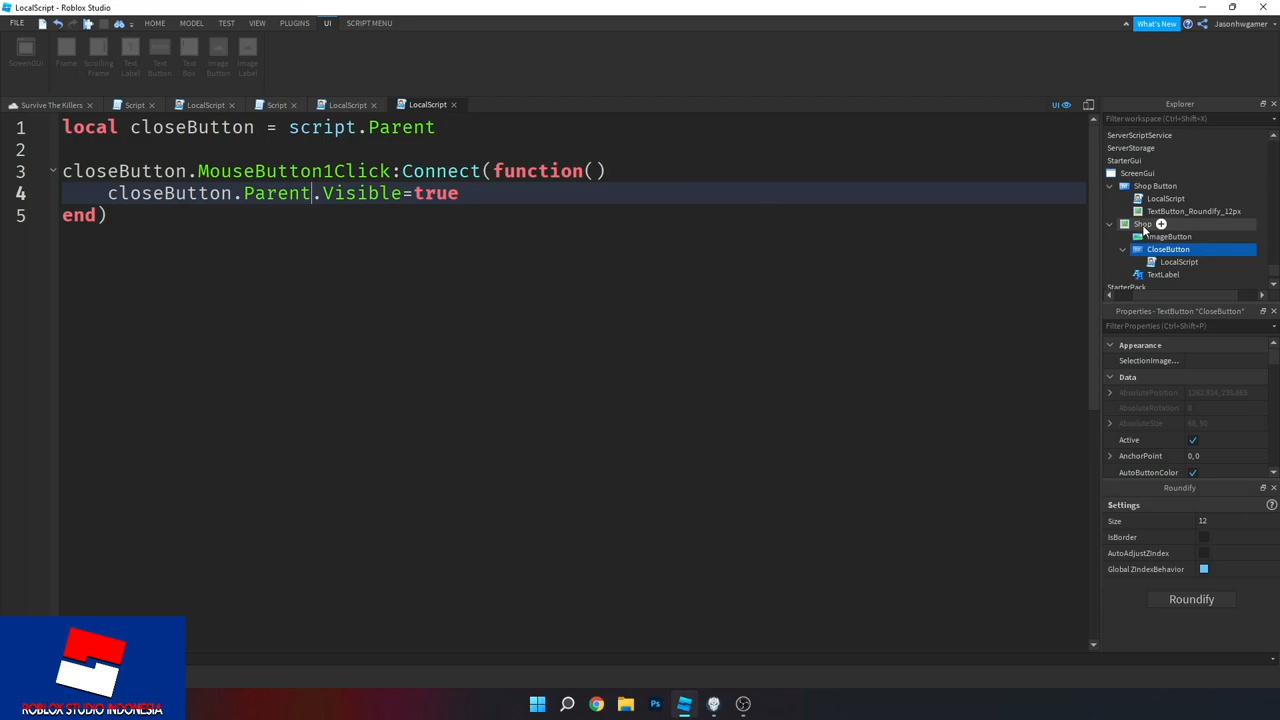 LocalScript - Roblox Studio
FILE HOME MODEL TEST VIEW PLUGINS UI SCRIPT MENU What's New Jasonhwgamer
ScreenGUI Frame Scrolling Frame Text Label Text Button Text Box Image Button Image Label
Survive The Killers Script LocalScript Script LocalScript LocalScript UI
1 local closeButton = script.Parent
2
3 closeButton.MouseButton1Click:Connect(function()
4 closeButton.Parent.Visible=true
5 end)
Explorer
Filter workspace (Ctrl+Shift+X)
ServerScriptService
ServerStorage
StarterGui
ScreenGui
Shop Button
LocalScript
TextButton_Roundify_12px
Shop
ImageButton
CloseButton
LocalScript
TextLabel
StarterPack
Properties - TextButton "CloseButton"
Filter Properties (Ctrl+Shift+P)
Appearance
SelectionImage...
Data
AbsolutePosition
AbsoluteRotation 0
AbsoluteSize 68, 50
Active
AnchorPoint 0, 0
AutoButtonColor
Roundify
Settings
Size 12
IsBorder
AutoAdjustZIndex
Global ZIndexBehavior
Roundify
ROBLOX STUDIO INDONESIA